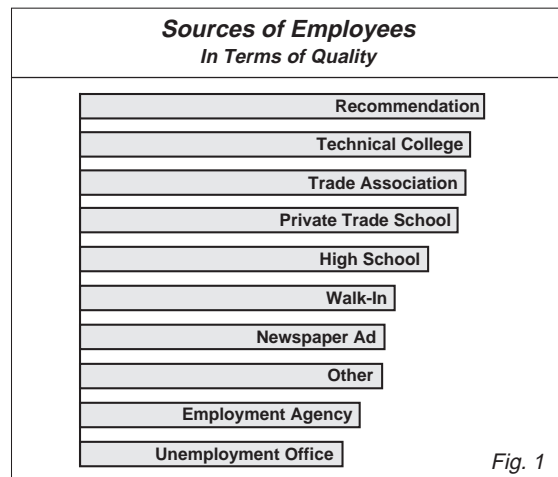 Sources of Employees
In Terms of Quality
Recommendation
Technical College
Trade Association
Private Trade School
High School
Walk-In
Newspaper Ad
Other
Employment Agency
Unemployment Office
Fig. 1